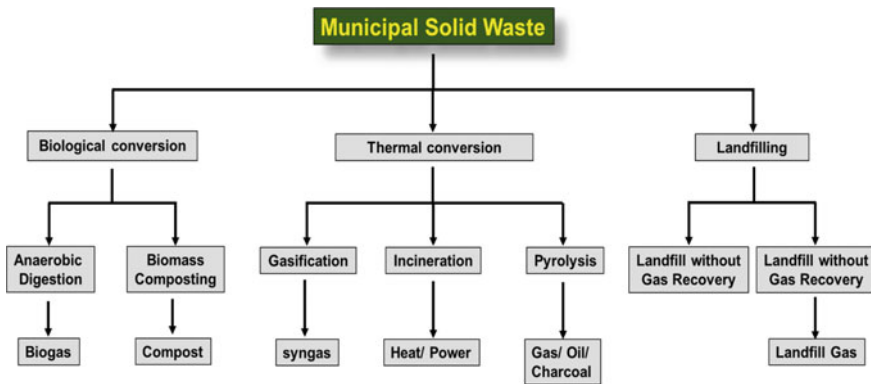 Municipal Solid Waste
Biological conversion
Thermal conversion
Landfilling
Anaerobic
Digestion
Biomass
Composting
Gasification
Incineration
Pyrolysis
Landfill without
Gas Recovery
Landfill without
Gas Recovery
Biogas
Compost
syngas
Heat/ Power
Gas/ Oil/
Charcoal
Landfill Gas